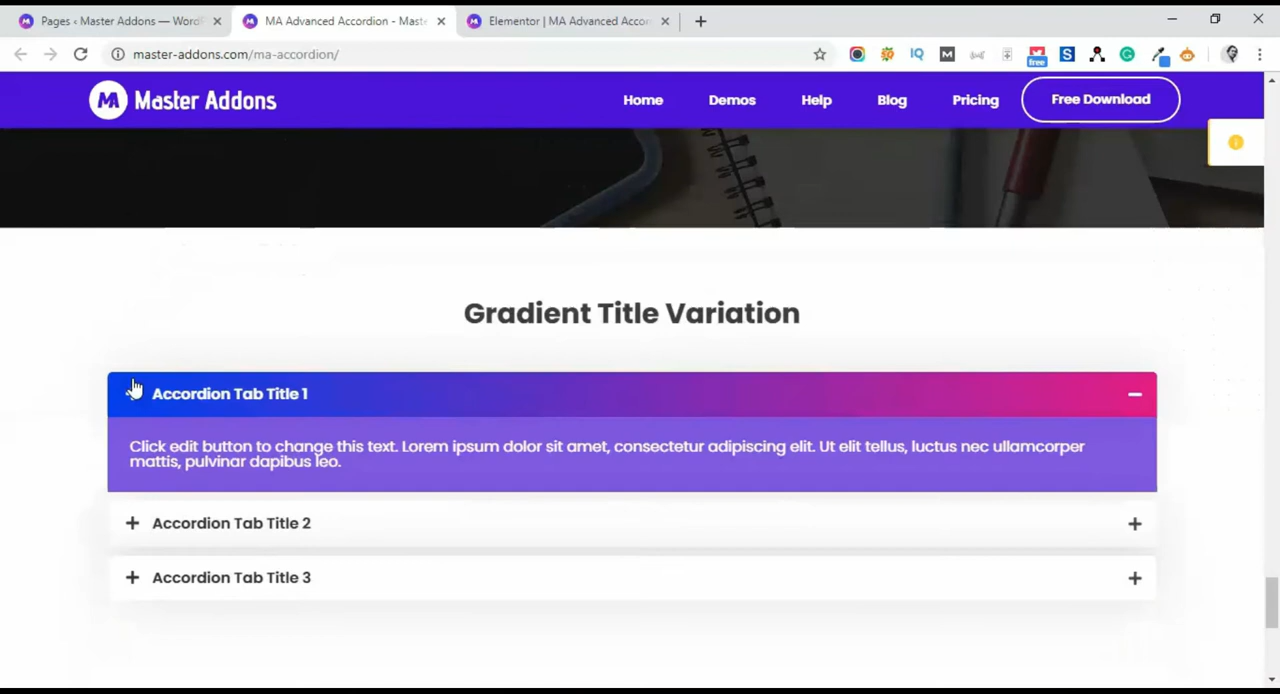 Pages ‹ Master Addons — WordP
MA Advanced Accordion - Maste
Elementor | MA Advanced Accor
master-addons.com/ma-accordion/
IQ
M
free
S
G
M Master Addons
Home
Demos
Help
Blog
Pricing
Free Download
Gradient Title Variation
Accordion Tab Title 1
Click edit button to change this text. Lorem ipsum dolor sit amet, consectetur adipiscing elit. Ut elit tellus, luctus nec ullamcorper
mattis, pulvinar dapibus leo.
Accordion Tab Title 2
Accordion Tab Title 3